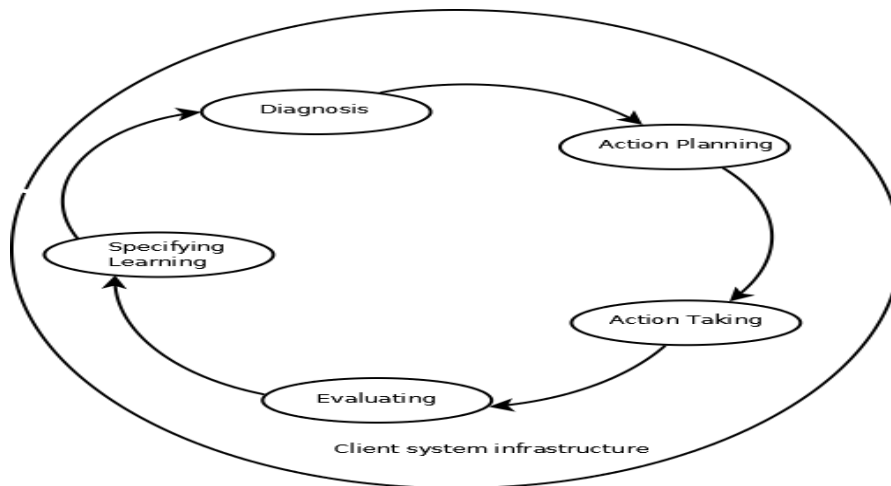 Diagnosis
Action Planning
Action Taking
Evaluating
Specifying
Learning
Client system infrastructure